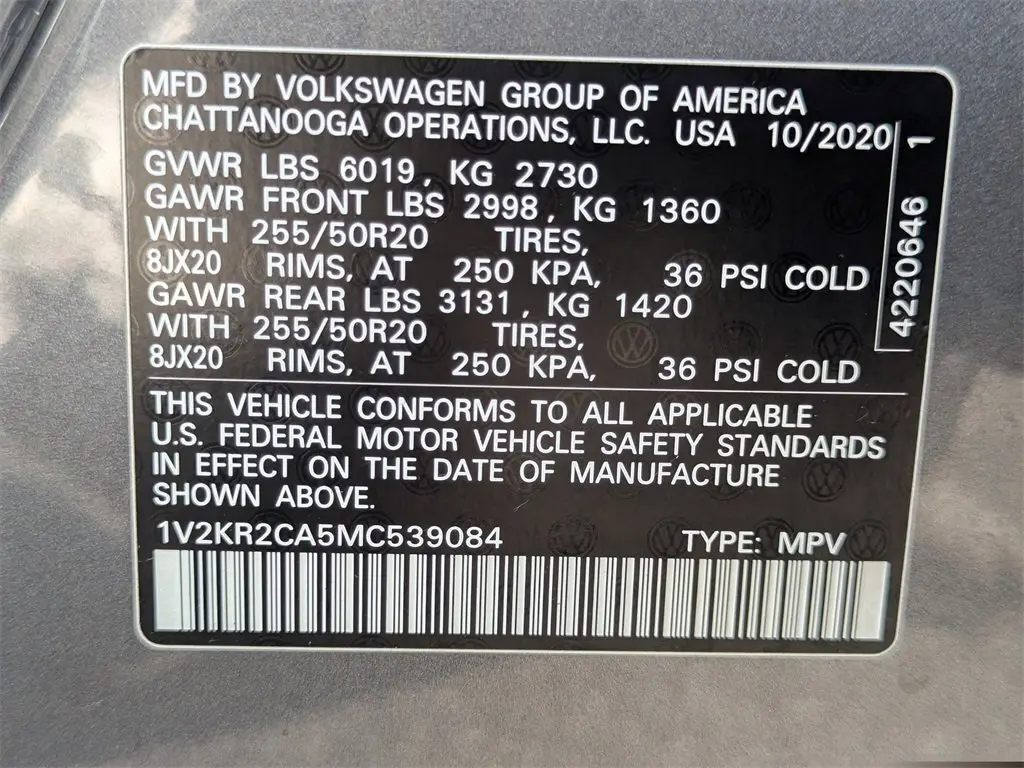 MFD BY VOLKSWAGEN GROUP OF AMERICA
CHATTANOOGA OPERATIONS, LLC. USA 10/2020
GVWR LBS 6019, KG 2730
GAWR FRONT LBS 2998, KG 1360
WITH 255/50R20 TIRES,
8JX20 RIMS, AT 250 KPA, 36 PSI COLD
GAWR REAR LBS 3131, KG 1420
WITH 255/50R20 TIRES,
8JX20 RIMS, AT 250 KPA, 36 PSI COLD
4220646 1
THIS VEHICLE CONFORMS TO ALL APPLICABLE
U.S. FEDERAL MOTOR VEHICLE SAFETY STANDARDS
IN EFFECT ON THE DATE OF MANUFACTURE
SHOWN ABOVE.
1V2KR2CA5MC539084 TYPE: MPV